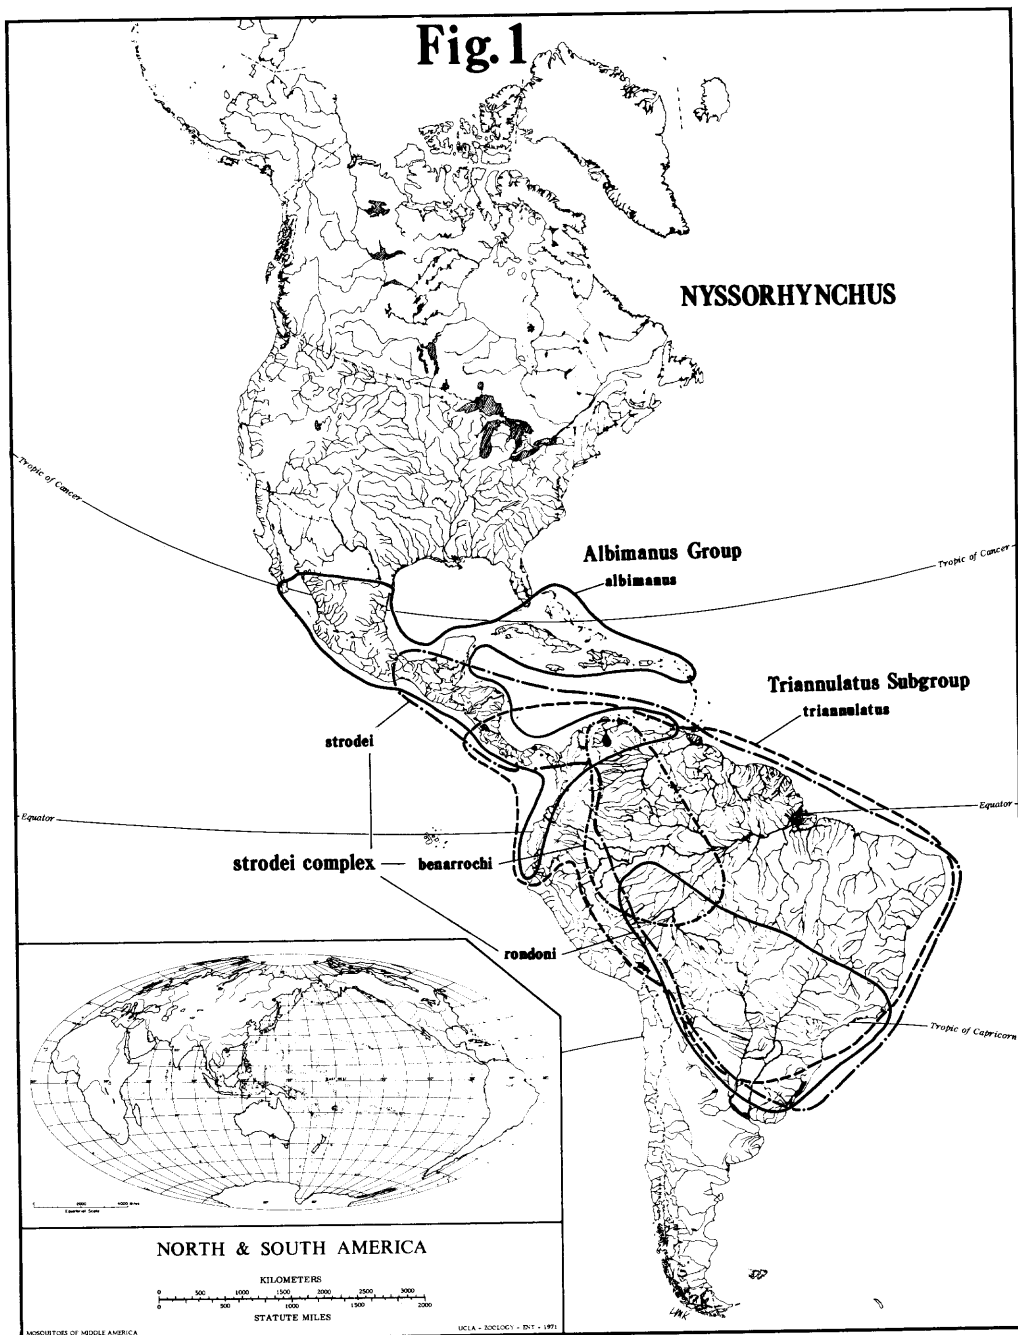 Fig.1
NYSSORHYNCHUS
Tropic of Cancer
Albimanus Group
albimanus
Tropic of Cancer
Triannulatus Subgroup
triannulatus
strodei
Equator
Equator
strodei complex
benarrochi
rondoni
Tropic of Capricorn
NORTH & SOUTH AMERICA
KILOMETERS
0 500 1000 1500 2000 2500 3000
0 500 1000 1500 2000
STATUTE MILES
MOSQUITOES OF MIDDLE AMERICA
UCLA - ZOOLOGY - ENT - 1971